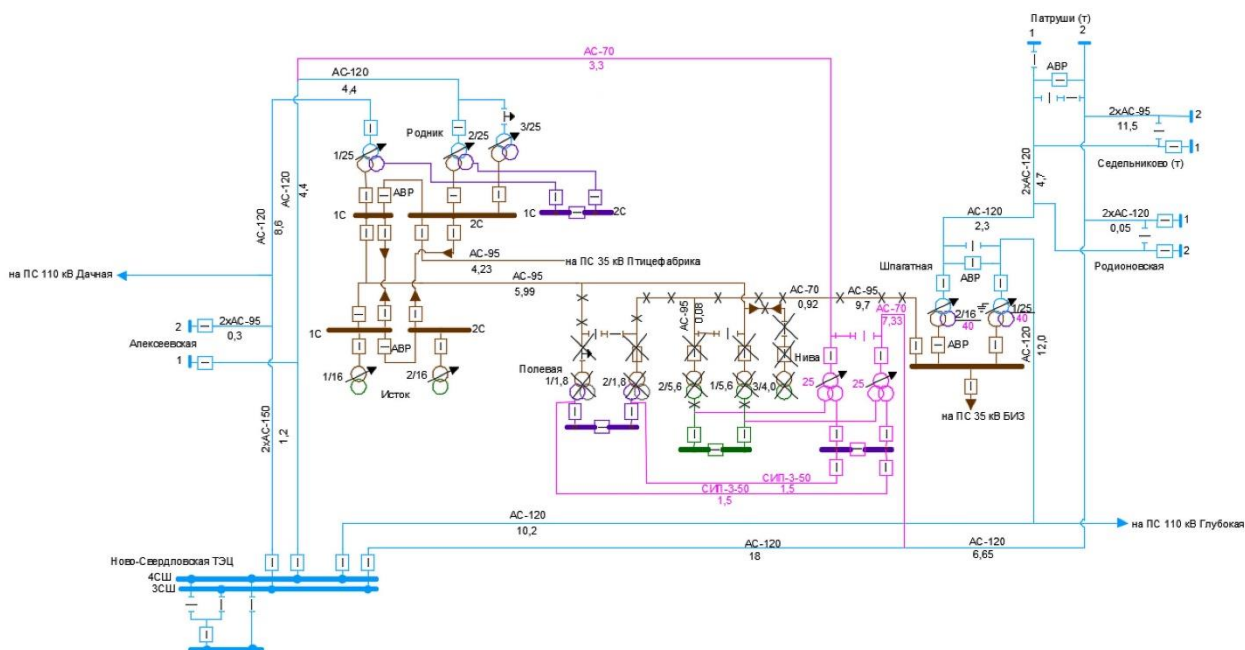 Патруши (т)
1
2
АС-70
3,3
АС-120
4,4
АВР
Родник
2/25
3/25
1/25
2хАС-95
11,5
2
1
Седельниково (т)
2хАС-120
4,7
АС-120
8,6
АС-120
4,4
АВР
1С
2С
1С
2С
АС-120
2,3
2хАС-120
0,05
1
2
Родионовская
АС-95
4,23
на ПС 35 кВ Птицефабрика
Шпагатная
АВР
на ПС 110 кВ Дачная
АС-95
5,99
АС-70
0,92
АС-95
9,7
АС-95
0,08
АС-70
7,33
2/16
40
1/25
40
АС-120
12,0
2
2хАС-95
0,3
Алексеевская
1
1С
2С
АВР
АВР
1/16
2/16
Исток
Полевая
1/1,8
2/1,8
2/5,6
1/5,6
3/4,0
Нива
25
25
на ПС 35 кВ БИЗ
2хАС-150
1,2
СИП-3-50
1,5
СИП-3-50
1,5
АС-120
10,2
на ПС 110 кВ Глубокая
АС-120
18
АС-120
6,65
Ново-Свердловская ТЭЦ
4СШ
3СШ